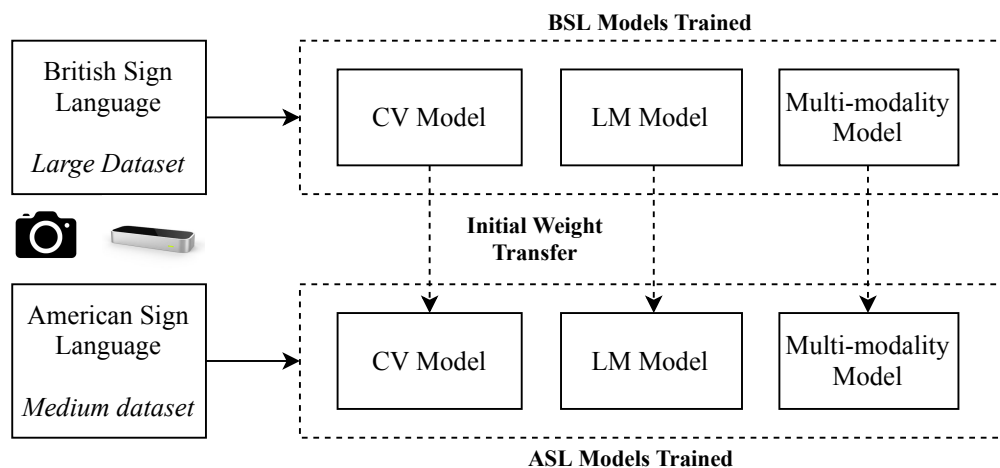 BSL Models Trained
British Sign
Language
Large Dataset
CV Model
LM Model
Multi-modality
Model
Initial Weight
Transfer
American Sign
Language
Medium dataset
CV Model
LM Model
Multi-modality
Model
ASL Models Trained